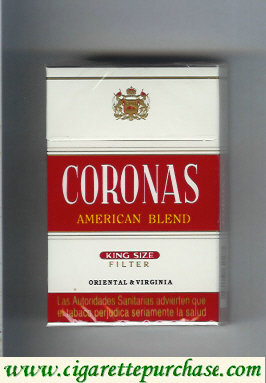 CORONAS
AMERICAN BLEND
KING SIZE
FILTER
ORIENTAL & VIRGINIA
Las Autoridades Sanitarias advierten que
el tabaco perjudica seriamente la salud
www.cigarettepurchase.com